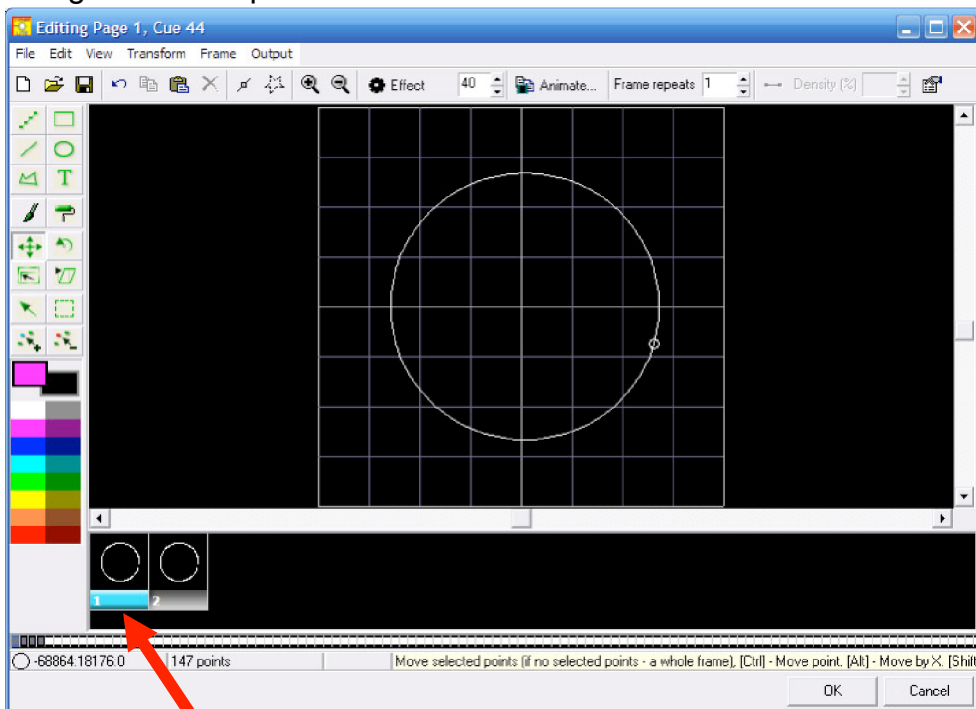 Editing Page 1, Cue 44
File Edit View Transform Frame Output
Effect 40 Animate... Frame repeats 1 Density (%)
T
1 2
-68864.18176.0 147 points Move selected points (if no selected points - a whole frame), [Ctrl] - Move point. [Alt] - Move by X. [Shift
OK Cancel